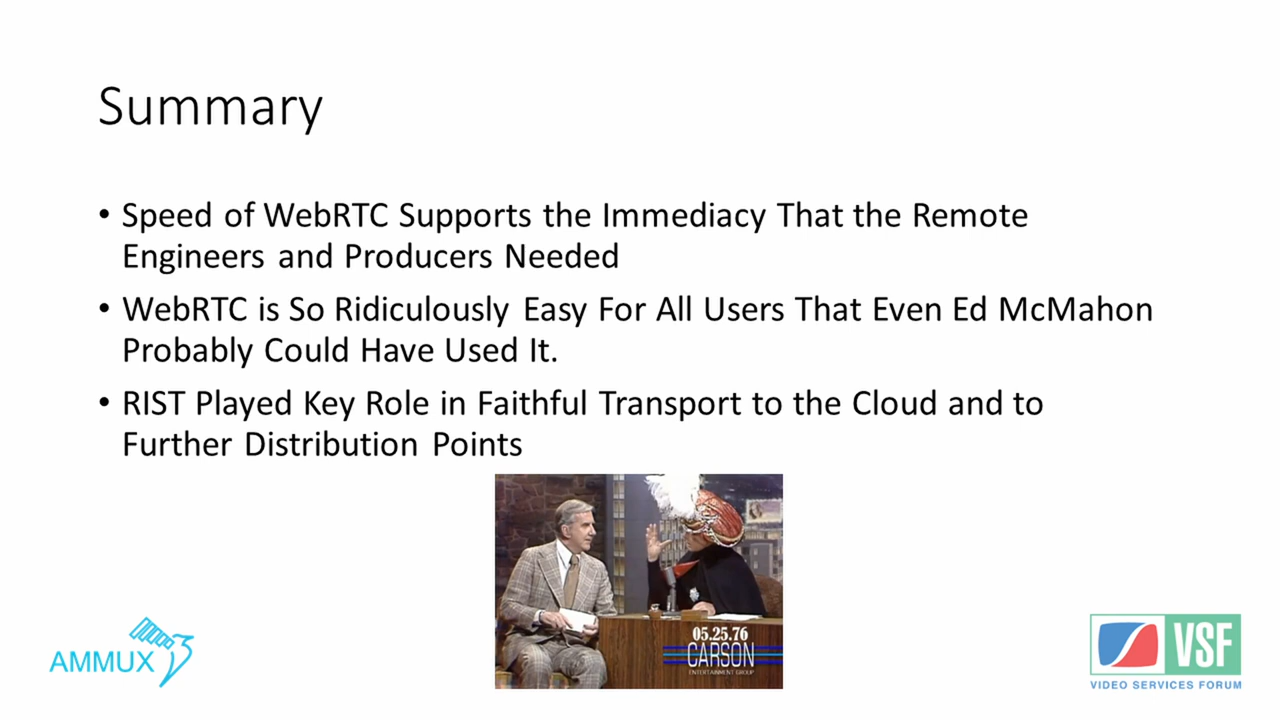 Summary
• Speed of WebRTC Supports the Immediacy That the Remote
Engineers and Producers Needed
• WebRTC is So Ridiculously Easy For All Users That Even Ed McMahon
Probably Could Have Used It.
• RIST Played Key Role in Faithful Transport to the Cloud and to
Further Distribution Points
05.25.76
CARSON
ENTERTAINMENT GROUP
AMMUX
VSF
VIDEO SERVICES FORUM